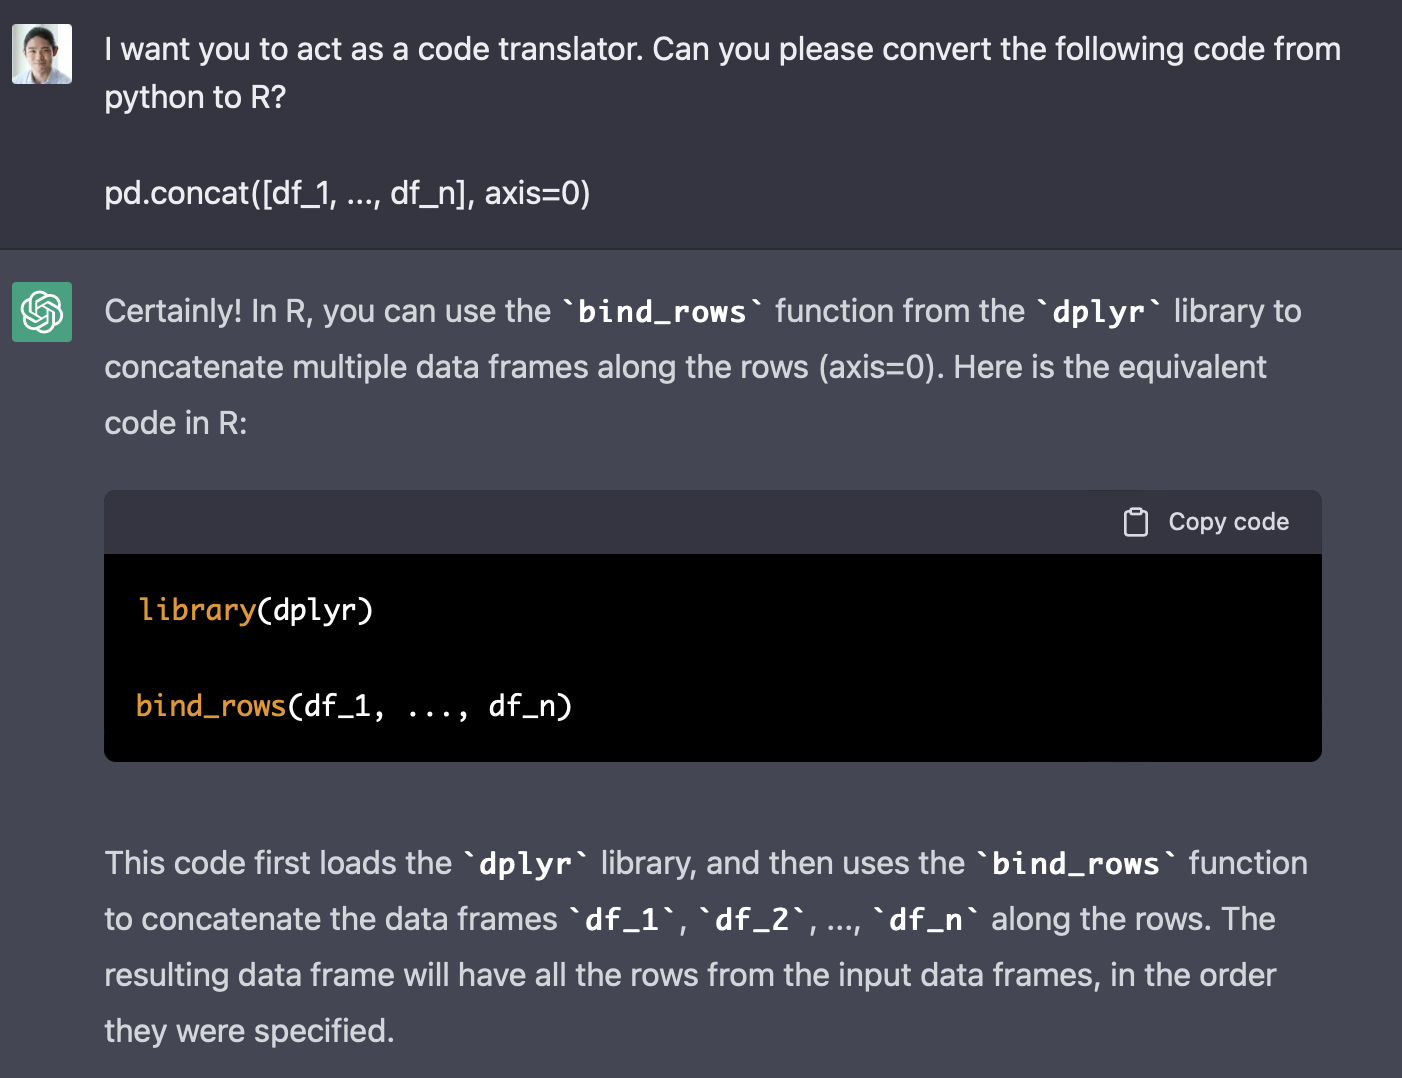 I want you to act as a code translator. Can you please convert the following code from
python to R?
pd.concat([df_1, ..., df_n], axis=0)
Certainly! In R, you can use the `bind_rows` function from the `dplyr` library to
concatenate multiple data frames along the rows (axis=0). Here is the equivalent
code in R:
Copy code
library(dplyr)
bind_rows(df_1, ..., df_n)
This code first loads the `dplyr` library, and then uses the `bind_rows` function
to concatenate the data frames `df_1`, `df_2`, ..., `df_n` along the rows. The
resulting data frame will have all the rows from the input data frames, in the order
they were specified.